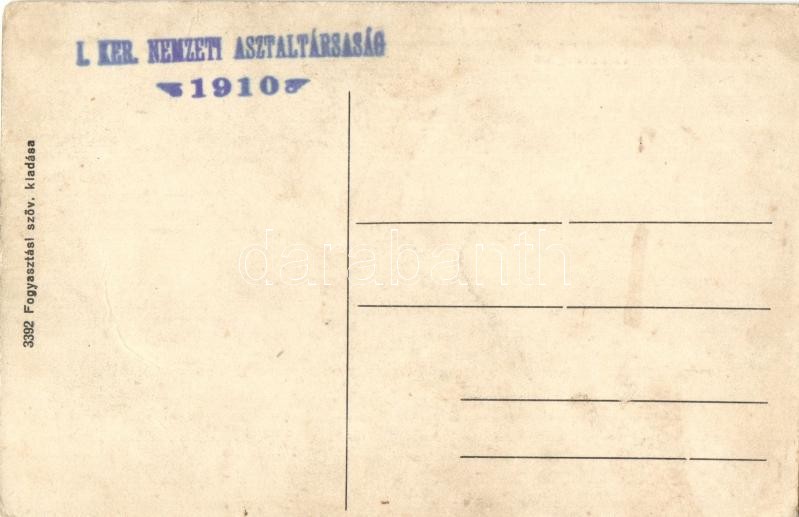 I. KER. NEMZETI ASZTALTÁRSASÁG
1910
3392 Fogyasztási szöv. kiadása
darabanth